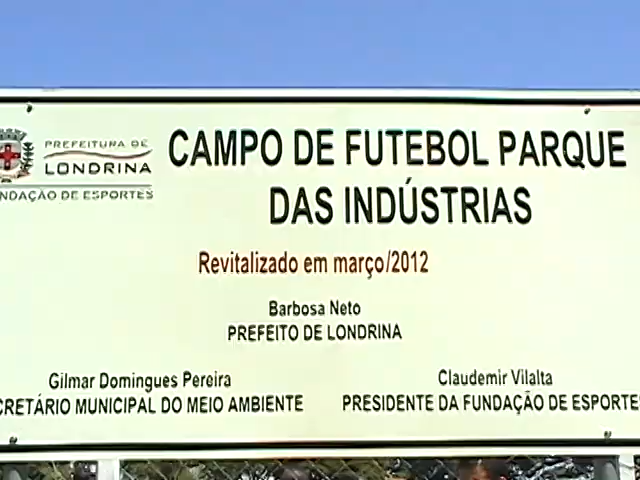 PREFEITURA DE
LONDRINA
NDAÇÃO DE ESPORTES
CAMPO DE FUTEBOL PARQUE
DAS INDÚSTRIAS
Revitalizado em março/2012
Barbosa Neto
PREFEITO DE LONDRINA
Gilmar Domingues Pereira
CRETÁRIO MUNICIPAL DO MEIO AMBIENTE
Claudemir Vilalta
PRESIDENTE DA FUNDAÇÃO DE ESPORTE